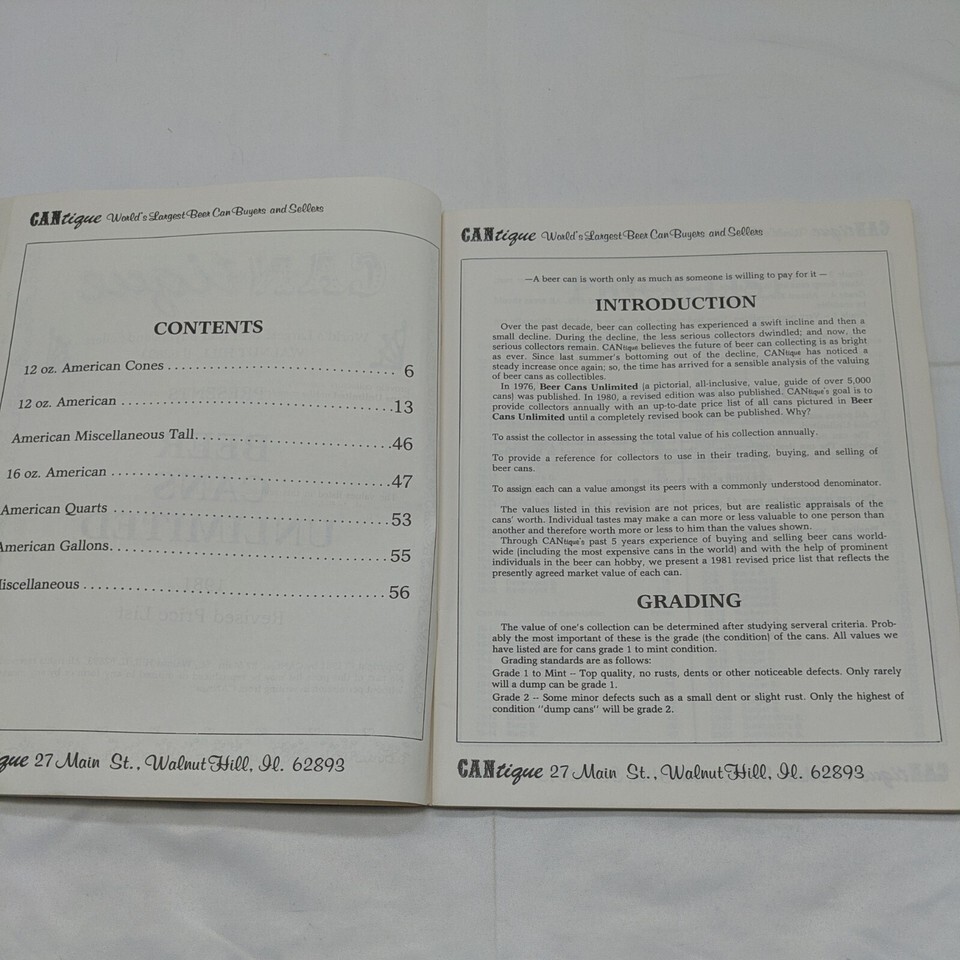 CANtique World's Largest Beer Can Buyers and Sellers
CONTENTS
12 oz. American Cones . . . . . . . . . . . . . . . . . . . . . . . . . . . . 6
12 oz. American . . . . . . . . . . . . . . . . . . . . . . . . . . . . . . . . .13
American Miscellaneous Tall. . . . . . . . . . . . . . . . . . . . . . . .46
16 oz. American . . . . . . . . . . . . . . . . . . . . . . . . . . . . . . . . .47
American Quarts . . . . . . . . . . . . . . . . . . . . . . . . . . . . . . . .53
American Gallons. . . . . . . . . . . . . . . . . . . . . . . . . . . . . . . .55
iscellaneous . . . . . . . . . . . . . . . . . . . . . . . . . . . . . . . . . . . 56
que 27 Main St., Walnut Hill, Il. 62893
CANtique World's Largest Beer Can Buyers and Sellers
—A beer can is worth only as much as someone is willing to pay for it —
INTRODUCTION
Over the past decade, beer can collecting has experienced a swift incline and then a
small decline. During the decline, the less serious collectors dwindled; and now, the
serious collectors remain. CANtique believes the future of beer can collecting is as bright
as ever. Since last summer's bottoming out of the decline, CANtique has noticed a
steady increase once again; so, the time has arrived for a sensible analysis of the valuing
of beer cans as collectibles.
In 1976, Beer Cans Unlimited (a pictorial, all-inclusive, value, guide of over 5,000
cans) was published. In 1980, a revised edition was also published. CANtique's goal is to
provide collectors annually with an up-to-date price list of all cans pictured in Beer
Cans Unlimited until a completely revised book can be published. Why?
To assist the collector in assessing the total value of his collection annually.
To provide a reference for collectors to use in their trading, buying, and selling of
beer cans.
To assign each can a value amongst its peers with a commonly understood denominator.
The values listed in this revision are not prices, but are realistic appraisals of the
cans' worth. Individual tastes may make a can more or less valuable to one person than
another and therefore worth more or less to him than the values shown.
Through CANtique's past 5 years experience of buying and selling beer cans world-
wide (including the most expensive cans in the world) and with the help of prominent
individuals in the beer can hobby, we present a 1981 revised price list that reflects the
presently agreed market value of each can.
GRADING
The value of one's collection can be determined after studying serveral criteria. Prob-
ably the most important of these is the grade (the condition) of the cans. All values we
have listed are for cans grade 1 to mint condition.
Grading standards are as follows:
Grade 1 to Mint -- Top quality, no rusts, dents or other noticeable defects. Only rarely
will a dump can be grade 1.
Grade 2 -- Some minor defects such as a small dent or slight rust. Only the highest of
condition "dump cans" will be grade 2.
CANtique 27 Main St., Walnut Hill, Il. 62893